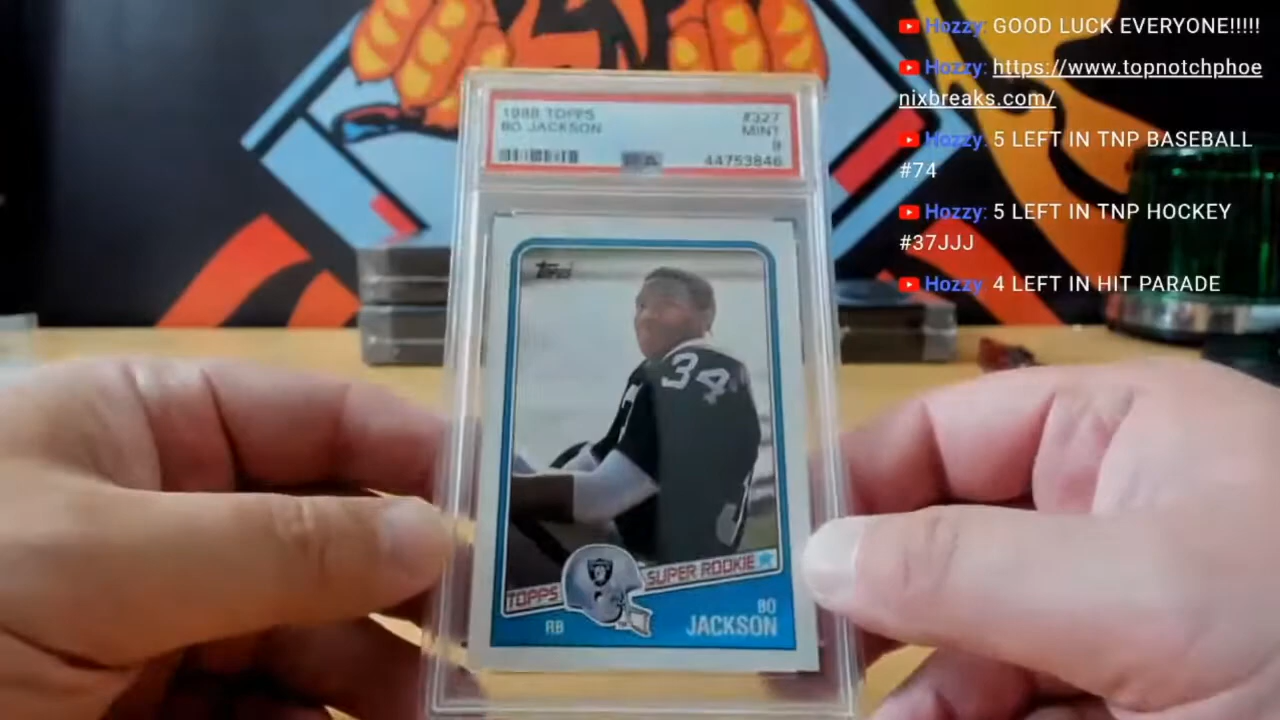 1988 TOPPS #327
BO JACKSON MINT
9
PSA 44753846
Topps
34
TOPPS SUPER ROOKIE
RB
BO
JACKSON
Hozzy: GOOD LUCK EVERYONE!!!!!
Hozzy: https://www.topnotchphoe
nixbreaks.com/
Hozzy: 5 LEFT IN TNP BASEBALL
#74
Hozzy: 5 LEFT IN TNP HOCKEY
#37JJJ
Hozzy: 4 LEFT IN HIT PARADE